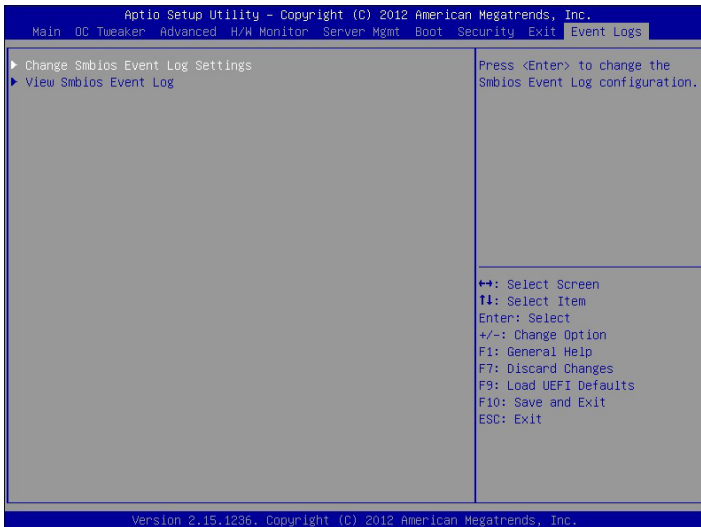 Aptio Setup Utility – Copyright (C) 2012 American Megatrends, Inc.
Main OC Tweaker Advanced H/W Monitor Server Mgmt Boot Security Exit Event Logs
▶ Change Smbios Event Log Settings
▶ View Smbios Event Log
Press <Enter> to change the
Smbios Event Log configuration.
↔: Select Screen
↑↓: Select Item
Enter: Select
+/-: Change Option
F1: General Help
F7: Discard Changes
F9: Load UEFI Defaults
F10: Save and Exit
ESC: Exit
Version 2.15.1236. Copyright (C) 2012 American Megatrends, Inc.